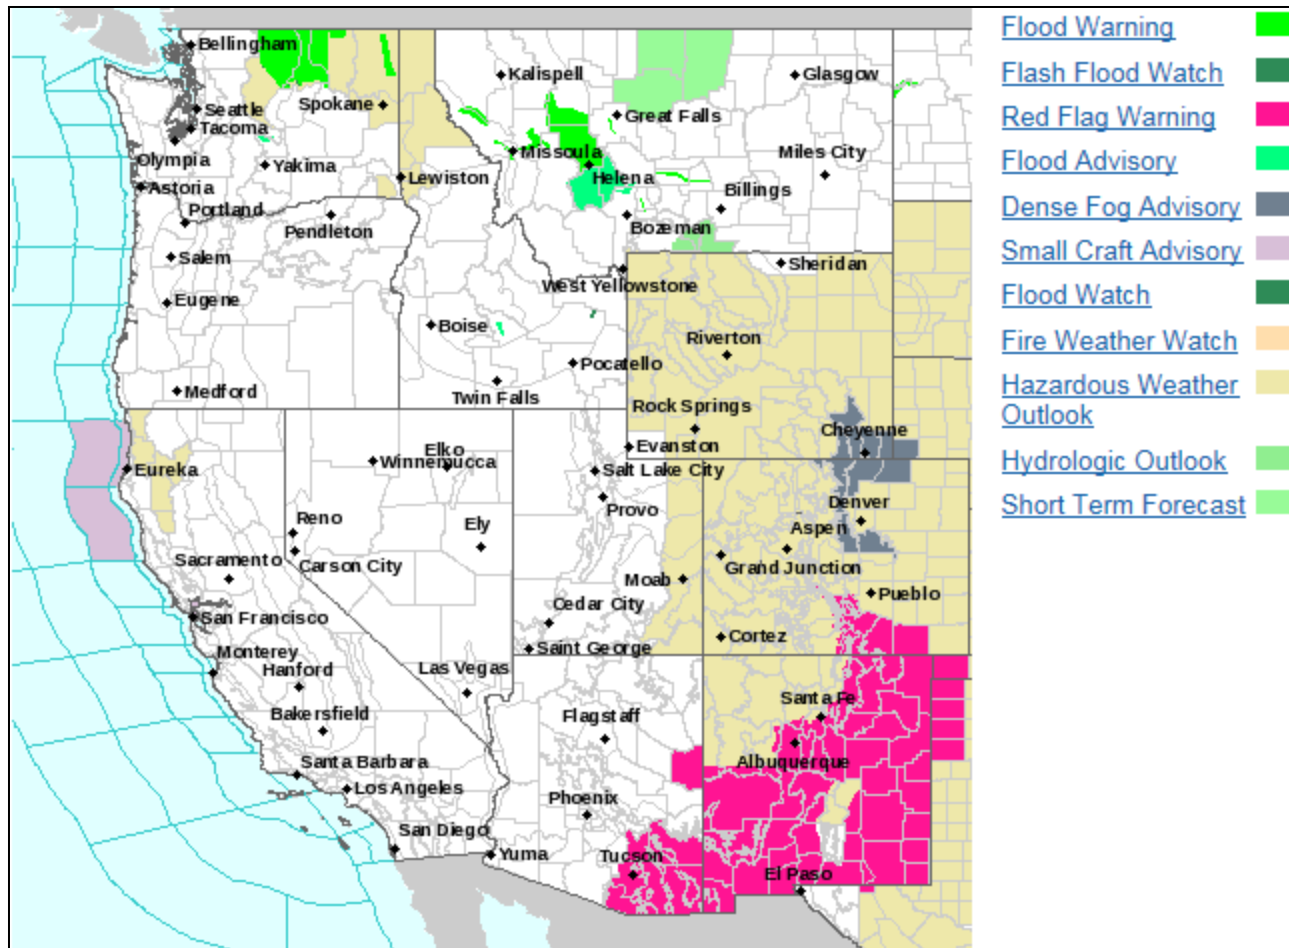 Bellingham
Seattle
Tacoma
Olympia
Spokane
Yakima
Astoria
Portland
Pendleton
Lewiston
Salem
Eugene
Medford
Kalispell
Great Falls
Glasgow
Missoula
Helena
Miles City
Billings
Bozeman
West Yellowstone
Sheridan
Boise
Pocatello
Twin Falls
Riverton
Rock Springs
Cheyenne
Evanston
Eureka
Elko
Winnemucca
Salt Lake City
Provo
Reno
Ely
Carson City
Sacramento
Denver
Aspen
Grand Junction
Moab
Pueblo
San Francisco
Cedar City
Saint George
Cortez
Monterey
Hanford
Las Vegas
Bakersfield
Flagstaff
Santa Fe
Albuquerque
Santa Barbara
Los Angeles
Phoenix
San Diego
Yuma
Tucson
El Paso
Flood Warning
Flash Flood Watch
Red Flag Warning
Flood Advisory
Dense Fog Advisory
Small Craft Advisory
Flood Watch
Fire Weather Watch
Hazardous Weather
Outlook
Hydrologic Outlook
Short Term Forecast